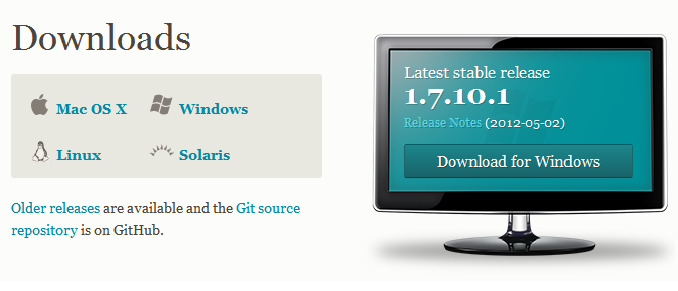 Downloads
Mac OS X
Windows
Linux
Solaris
Older releases are available and the Git source
repository is on GitHub.
Latest stable release
1.7.10.1
Release Notes (2012-05-02)
Download for Windows